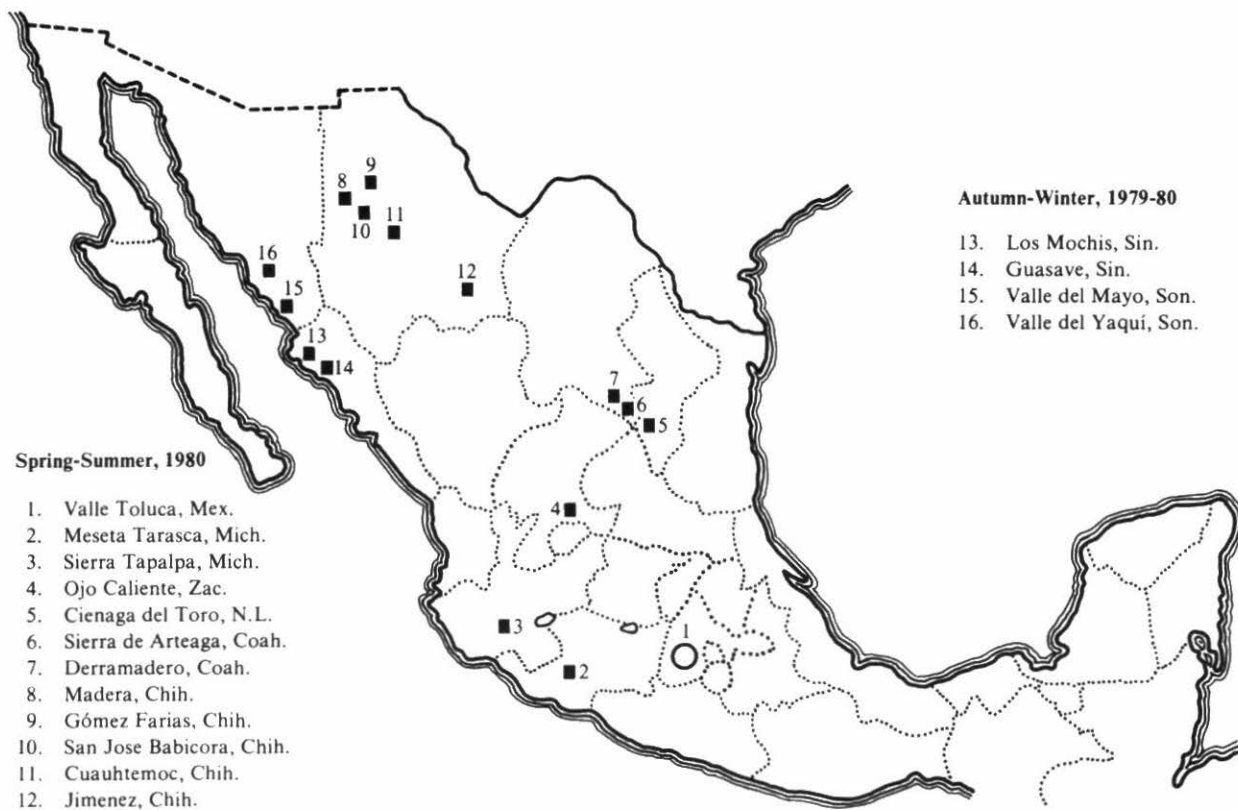 9
8
10
11
16
12
15
13
14
7
6
5
4
3
1
2
Autumn-Winter, 1979-80
13. Los Mochis, Sin.
14. Guasave, Sin.
15. Valle del Mayo, Son.
16. Valle del Yaquí, Son.
Spring-Summer, 1980
1. Valle Toluca, Mex.
2. Meseta Tarasca, Mich.
3. Sierra Tapalpa, Mich.
4. Ojo Caliente, Zac.
5. Cienaga del Toro, N.L.
6. Sierra de Arteaga, Coah.
7. Derramadero, Coah.
8. Madera, Chih.
9. Gómez Farias, Chih.
10. San Jose Babicora, Chih.
11. Cuauhtemoc, Chih.
12. Jimenez, Chih.